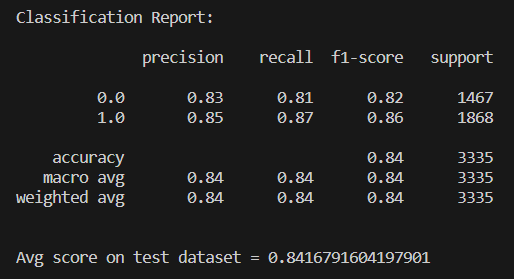 Classification Report:
precision recall f1-score support
0.0 0.83 0.81 0.82 1467
1.0 0.85 0.87 0.86 1868
accuracy 0.84 3335
macro avg 0.84 0.84 0.84 3335
weighted avg 0.84 0.84 0.84 3335
Avg score on test dataset = 0.8416791604197901